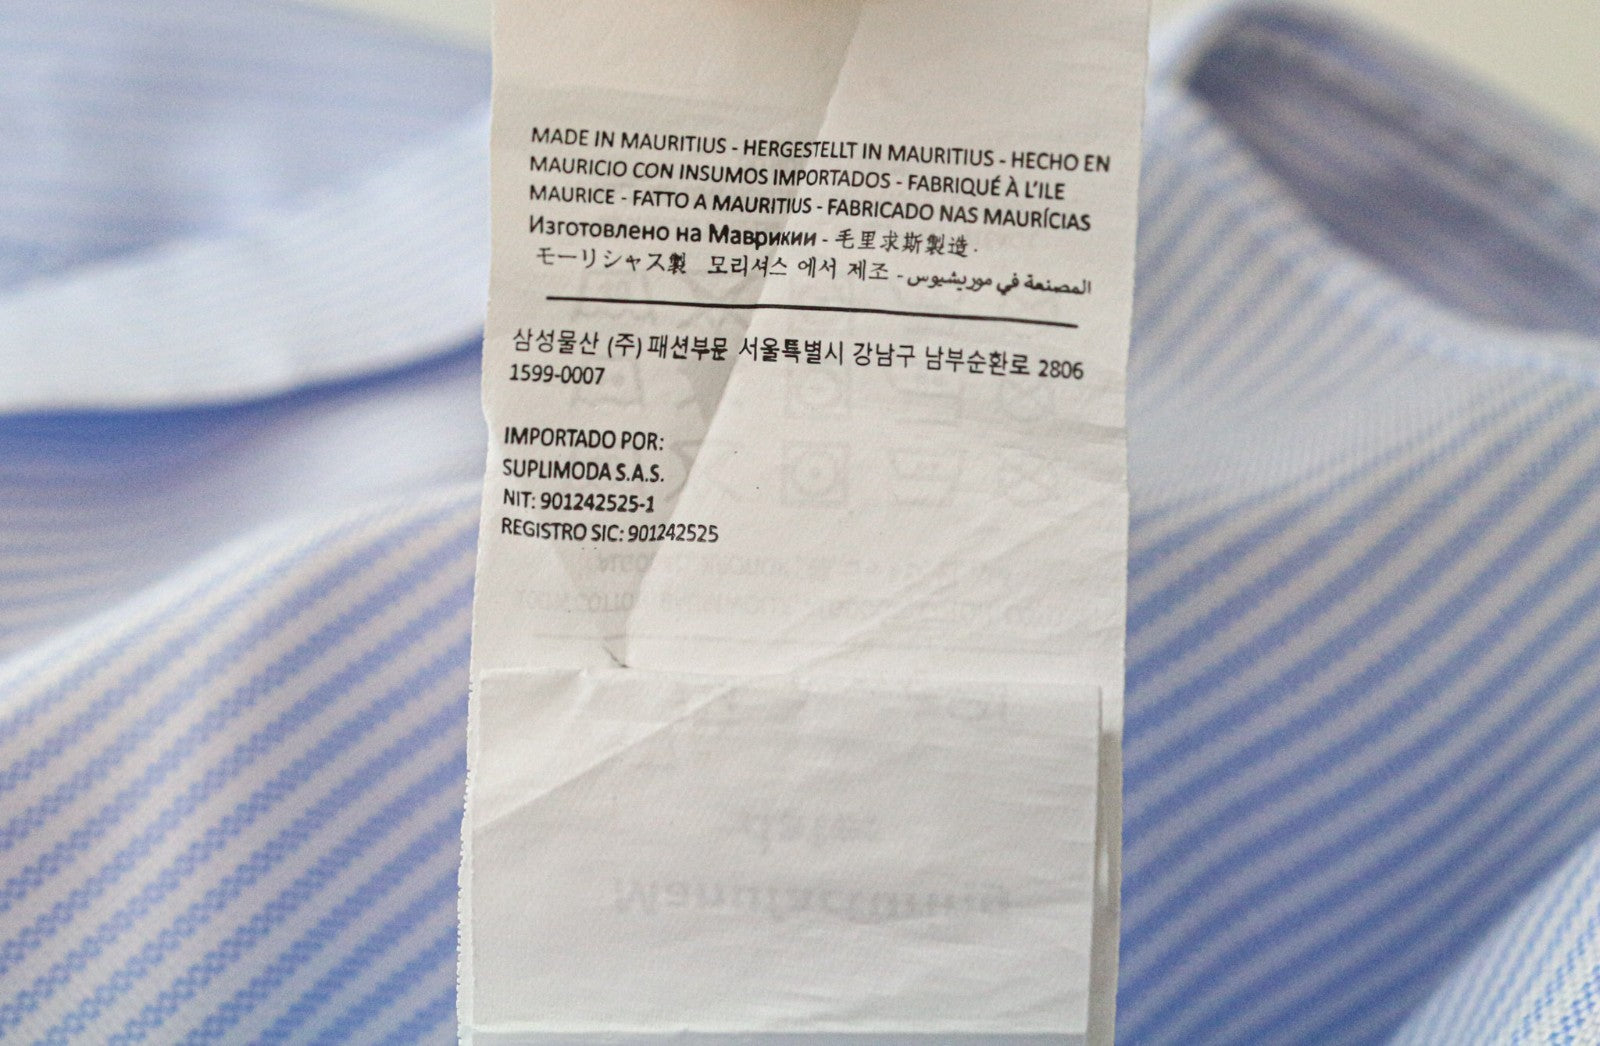 MADE IN MAURITIUS - HERGESTELLT IN MAURITIUS - HECHO EN
MAURICIO CON INSUMOS IMPORTADOS - FABRIQUÉ À L'ILE
MAURICE - FATTO A MAURITIUS - FABRICADO NAS MAURÍCIAS
Изготовлено на Маврикии - 毛里求斯製造.
モーリシャス製 모리셔스 에서 제조 - المصنعة في موريشيوس
삼성물산 (주) 패션부문 서울특별시 강남구 남부순환로 2806
1599-0007
IMPORTADO POR:
SUPLIMODA S.A.S.
NIT: 901242525-1
REGISTRO SIC: 901242525
Manufacturing
date: